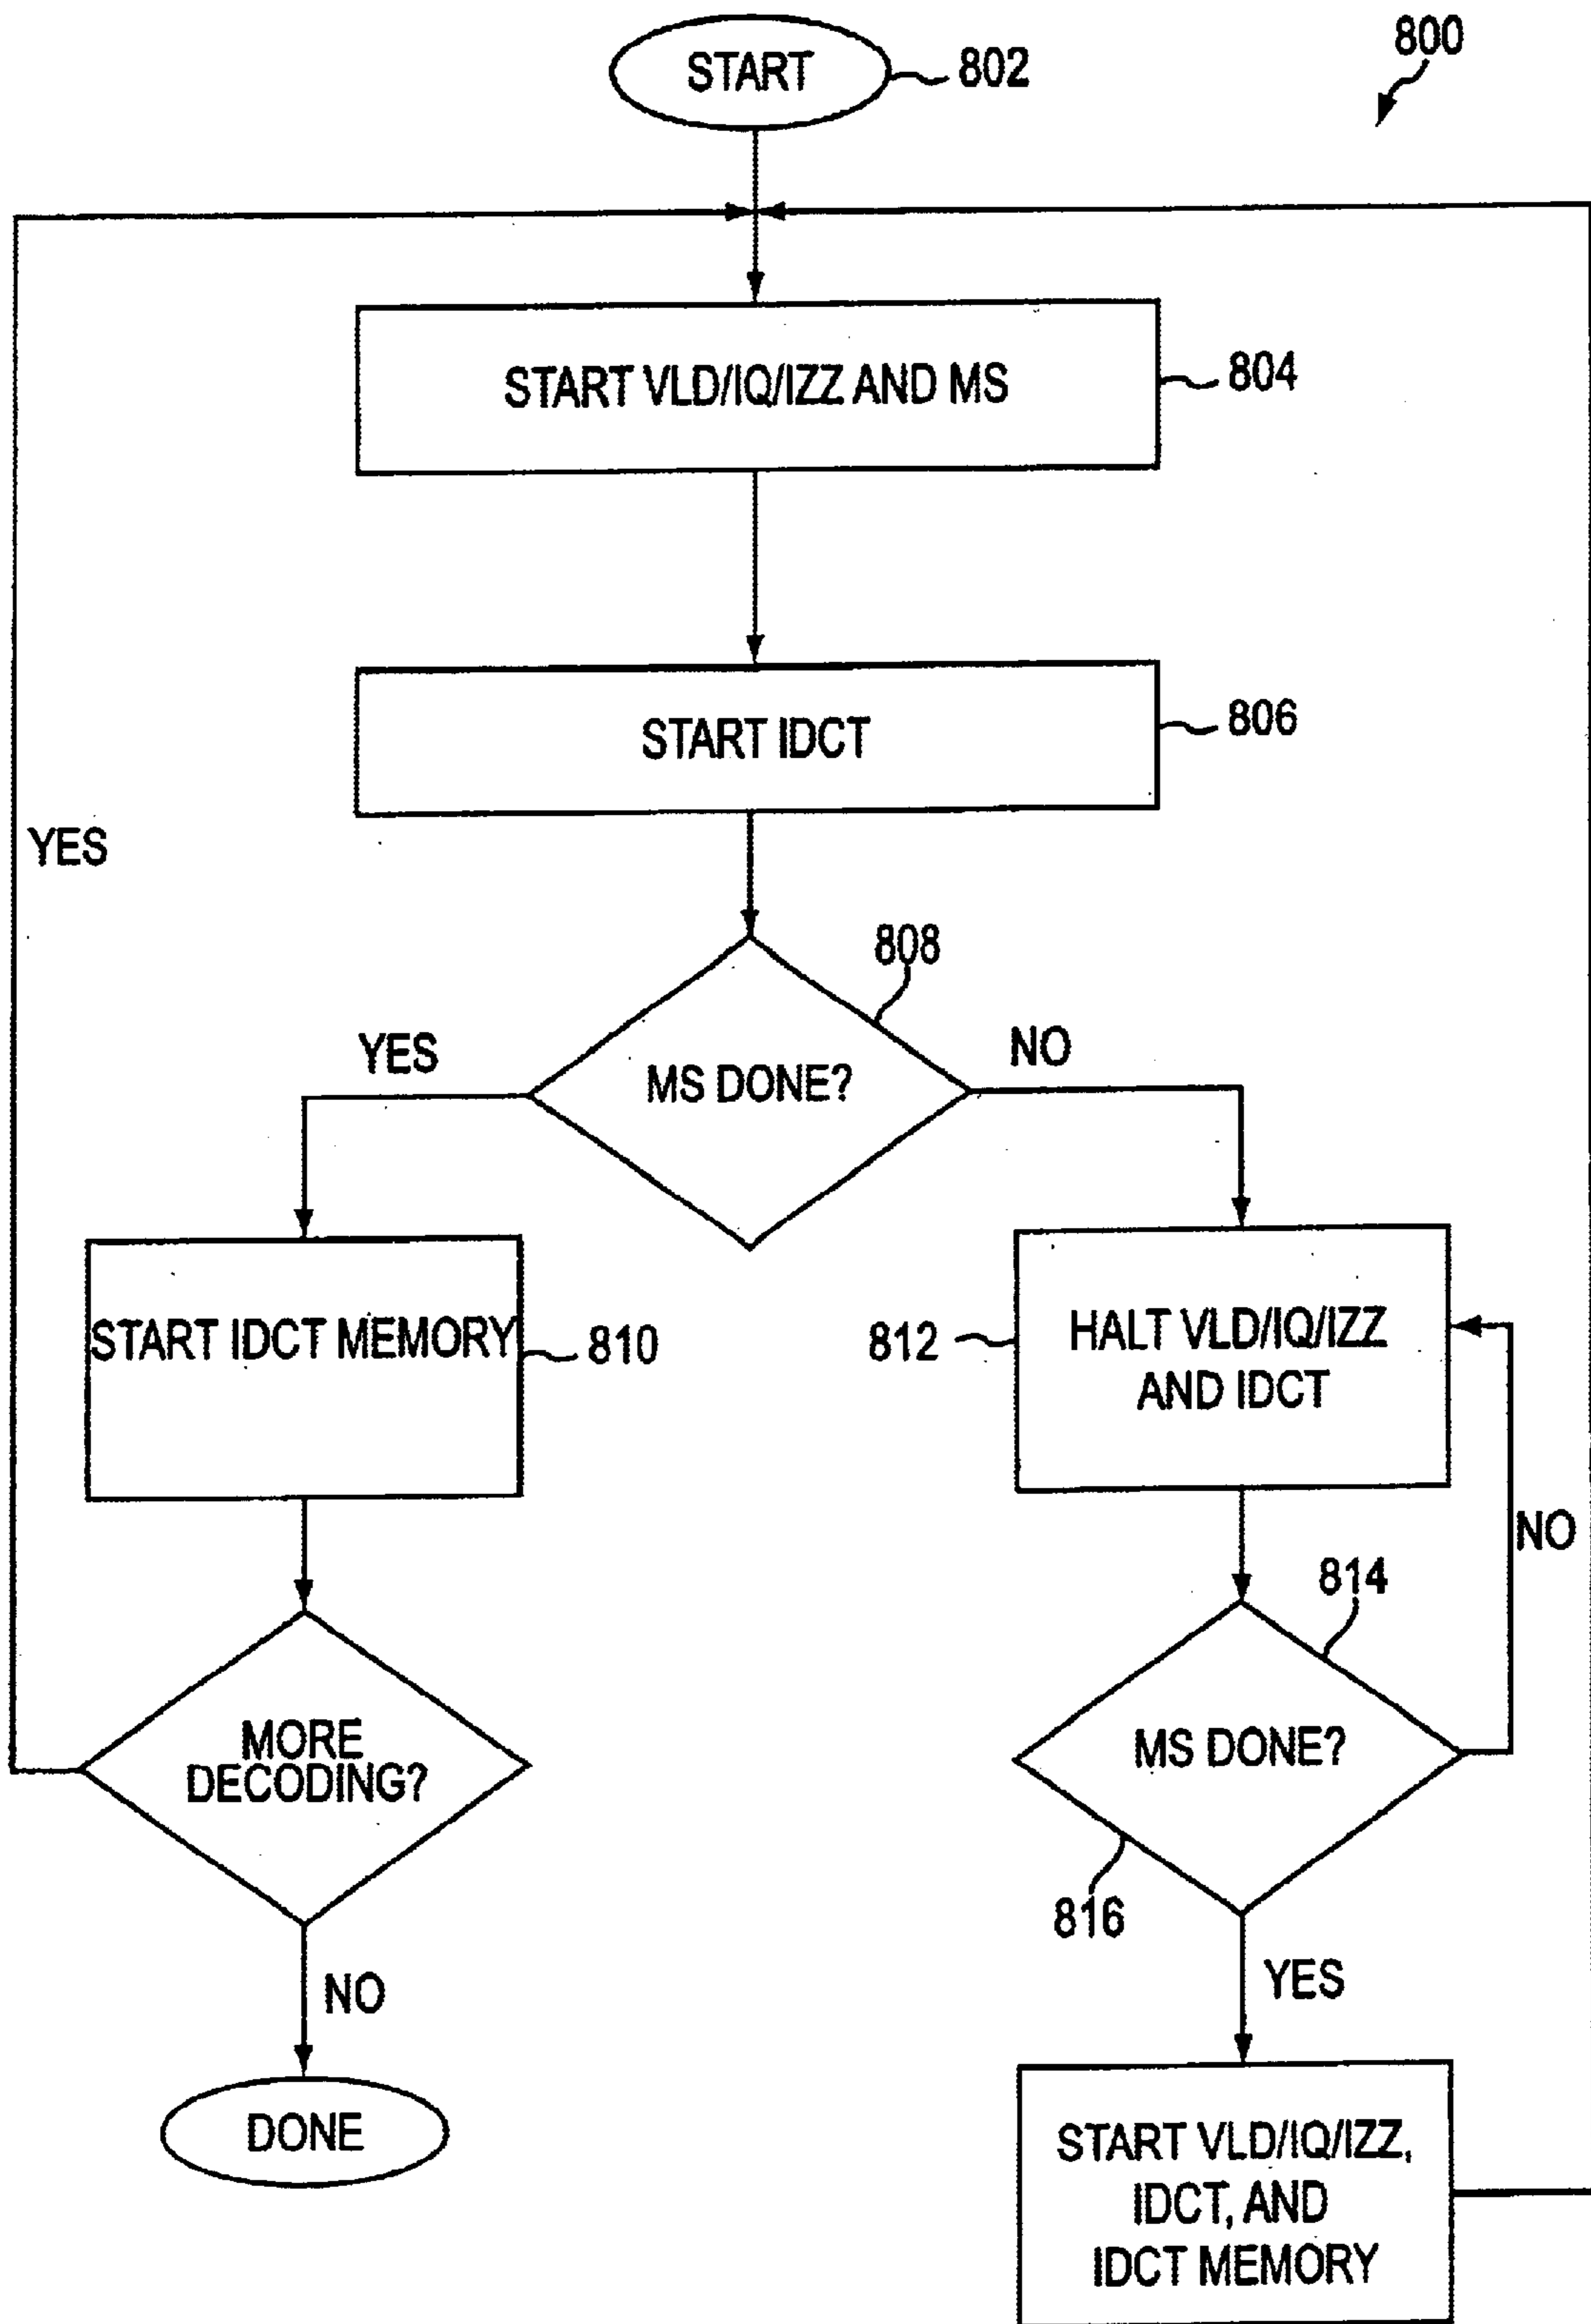 800
START
802
START VLD/IQ/IZZ AND MS
804
START IDCT
806
YES
808
YES
NO
MS DONE?
START IDCT MEMORY
810
812
HALT VLD/IQ/IZZ
AND IDCT
NO
814
MORE
DECODING?
MS DONE?
816
NO
YES
DONE
START VLD/IQ/IZZ,
IDCT, AND
IDCT MEMORY